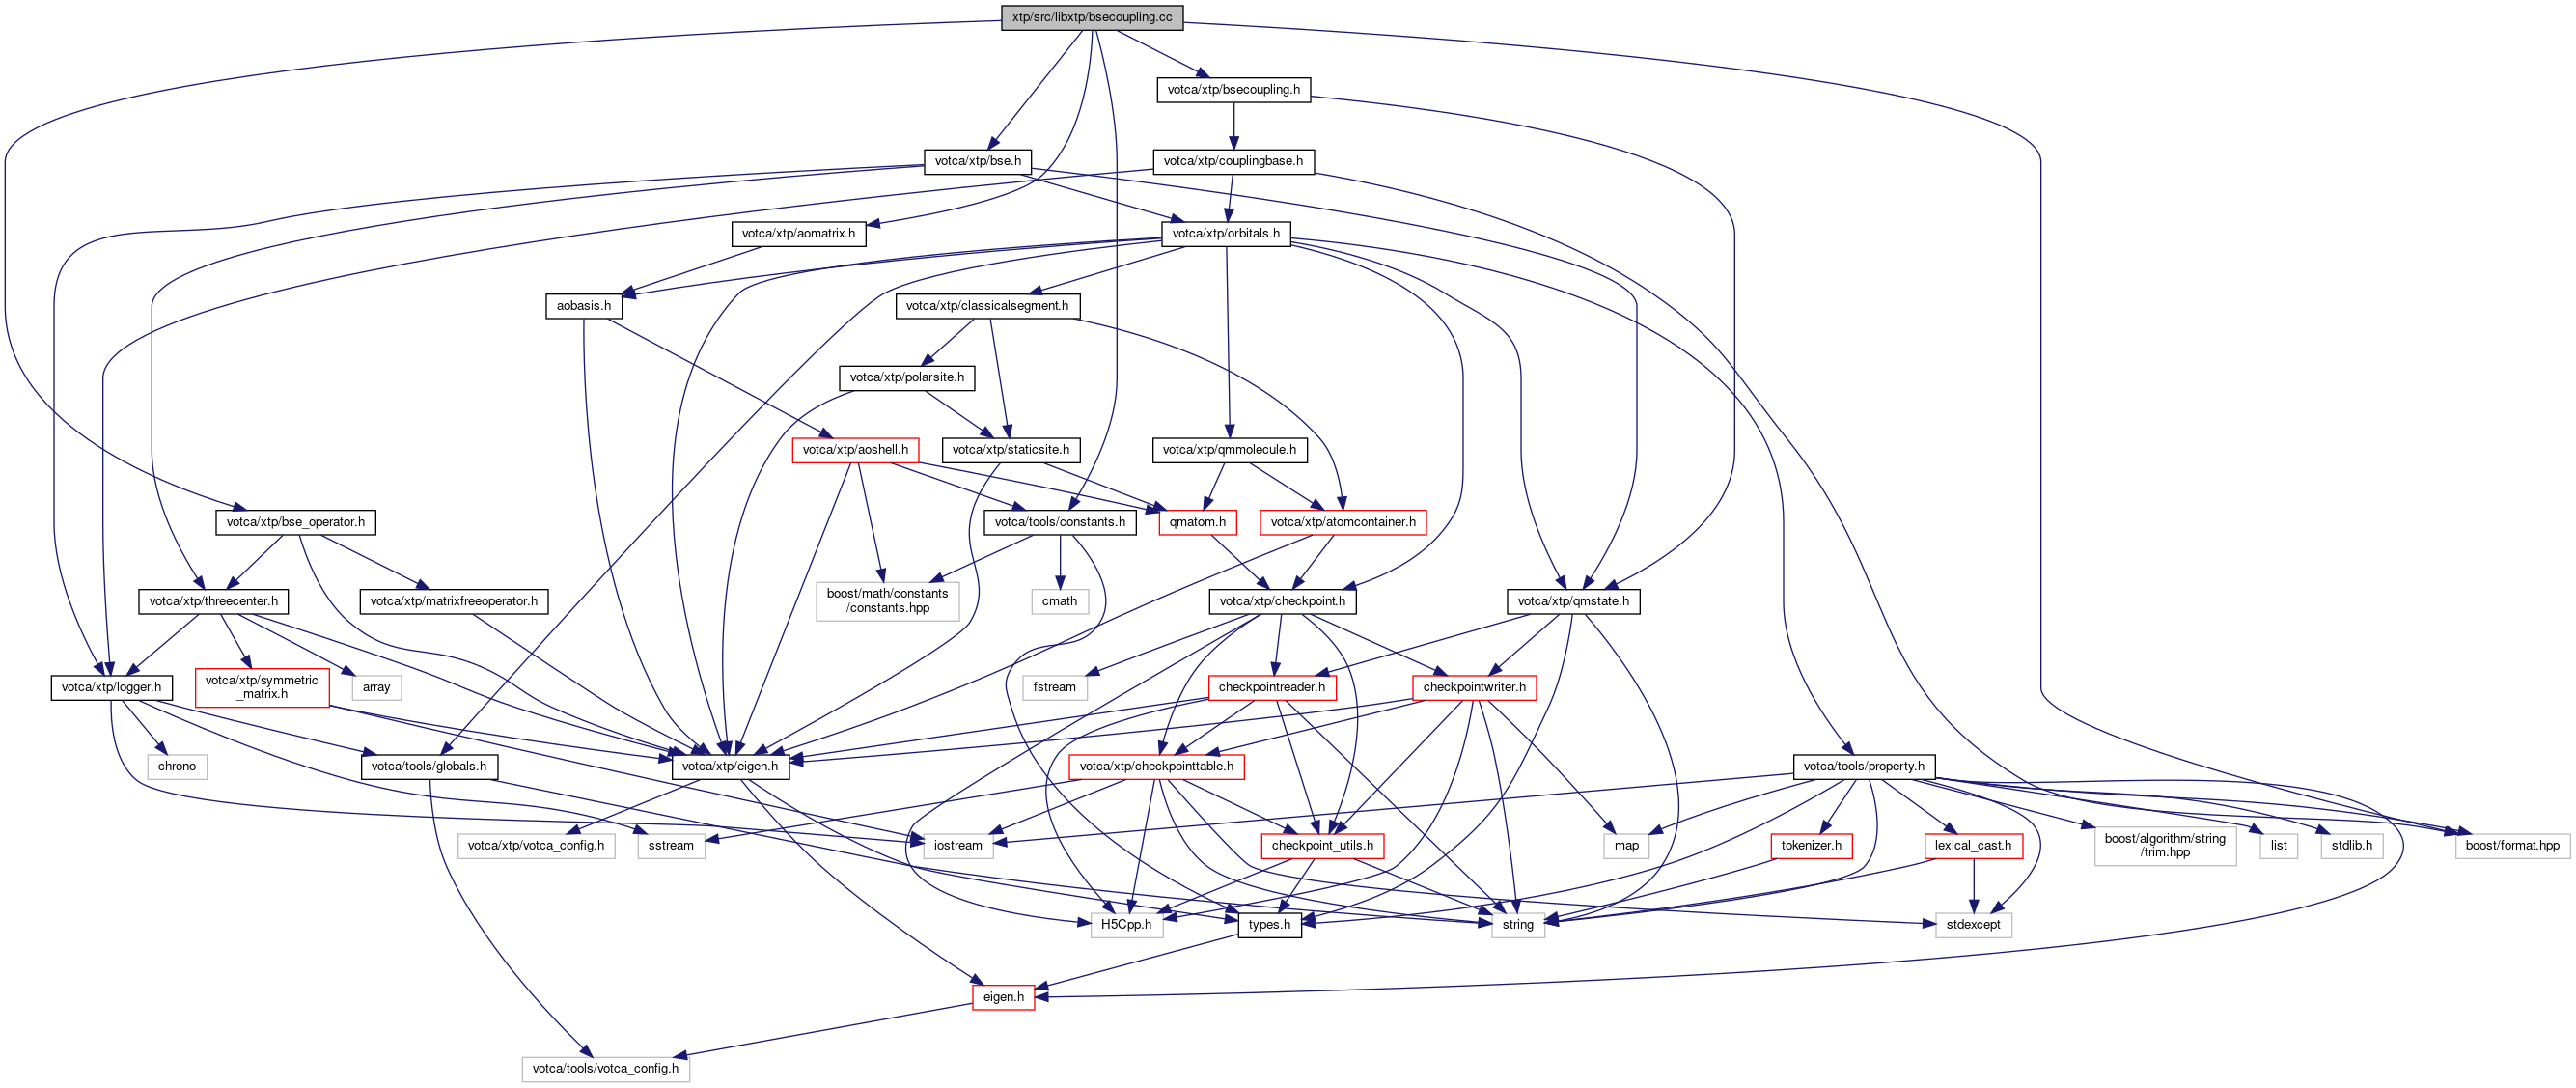 xtp/src/libxtp/bsecoupling.cc
votca/xtp/bsecoupling.h
votca/xtp/bse.h
votca/xtp/couplingbase.h
votca/xtp/aomatrix.h
votca/xtp/orbitals.h
aobasis.h
votca/xtp/classicalsegment.h
votca/xtp/polarsite.h
votca/xtp/aoshell.h
votca/xtp/staticsite.h
votca/xtp/qmmolecule.h
votca/xtp/bse_operator.h
votca/tools/constants.h
qmatom.h
votca/xtp/atomcontainer.h
votca/xtp/threecenter.h
votca/xtp/matrixfreeoperator.h
boost/math/constants
/constants.hpp
cmath
votca/xtp/checkpoint.h
votca/xtp/qmstate.h
votca/xtp/logger.h
votca/xtp/symmetric
_matrix.h
array
fstream
checkpointreader.h
checkpointwriter.h
chrono
votca/tools/globals.h
votca/xtp/eigen.h
votca/xtp/checkpointtable.h
votca/tools/property.h
votca/xtp/votca_config.h
sstream
iostream
checkpoint_utils.h
map
tokenizer.h
lexical_cast.h
boost/algorithm/string
/trim.hpp
list
stdlib.h
boost/format.hpp
H5Cpp.h
types.h
string
stdexcept
eigen.h
votca/tools/votca_config.h